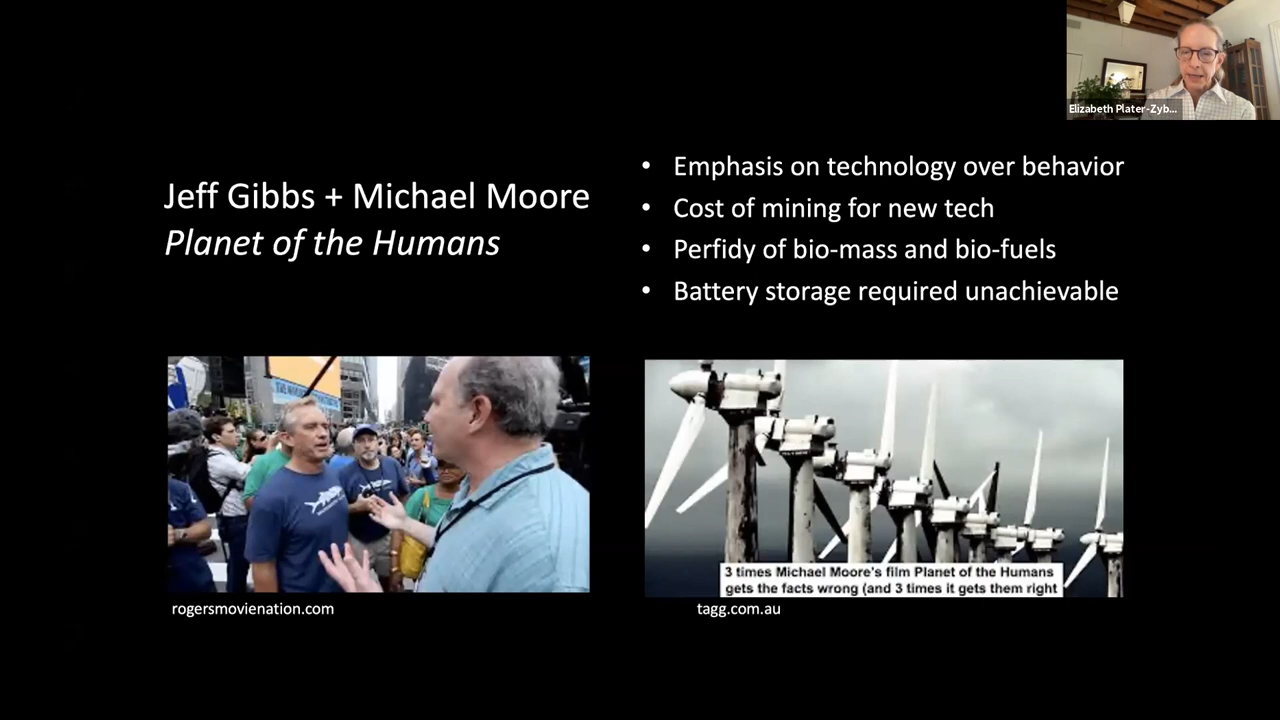 Elizabeth Plater-Zyb...
Jeff Gibbs + Michael Moore
Planet of the Humans
• Emphasis on technology over behavior
• Cost of mining for new tech
• Perfidy of bio-mass and bio-fuels
• Battery storage required unachievable
3 times Michael Moore's film Planet of the Humans
gets the facts wrong (and 3 times it gets them right
rogersmovienation.com
tagg.com.au